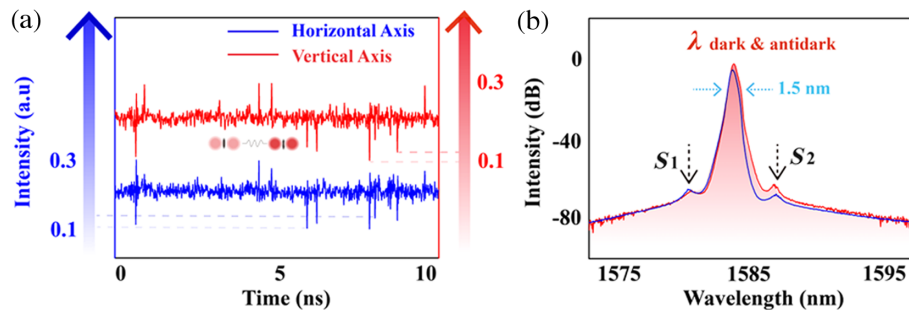 (a)
Horizontal Axis
Vertical Axis
Intensity (a.u)
0.3
0.1
0.3
0.1
0
5
10
Time (ns)
(b)
λ dark & antidark
1.5 nm
S1
S2
Intensity (dB)
0
-40
-80
1575
1585
1595
Wavelength (nm)